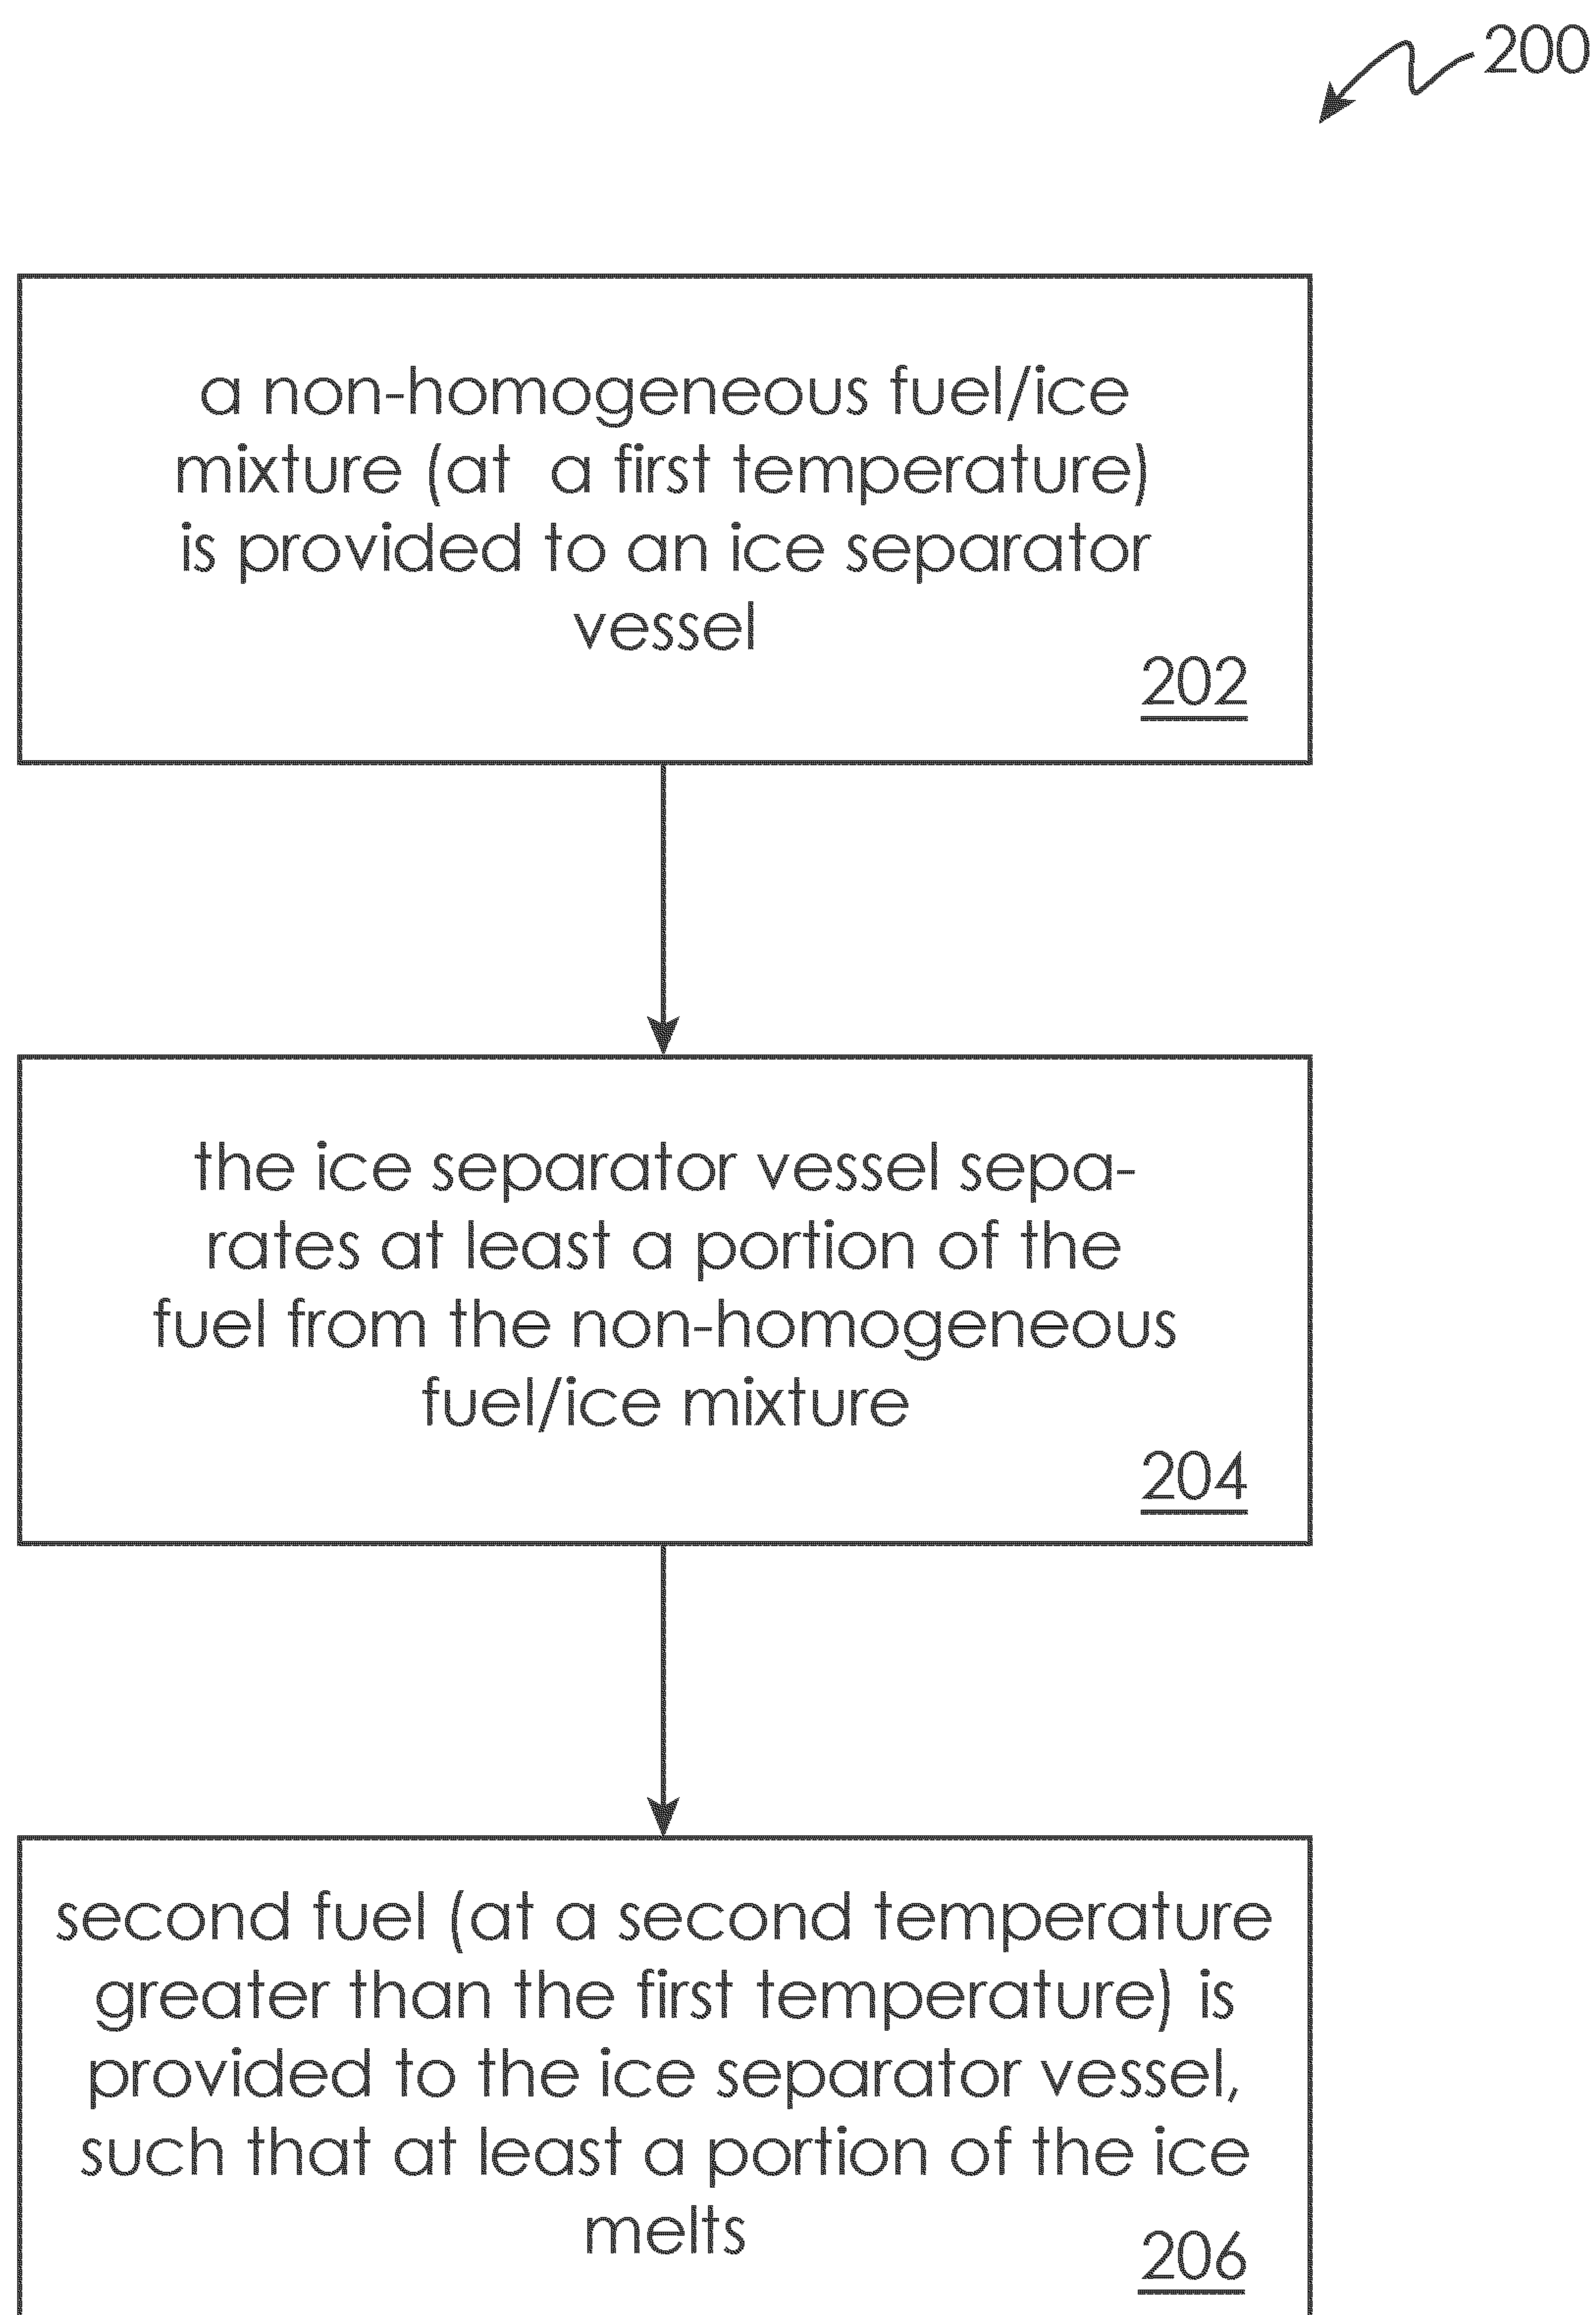 200
a non-homogeneous fuel/ice
mixture (at  a first temperature)
is provided to an ice separator
vessel
202
the ice separator vessel sepa-
rates at least a portion of the
fuel from the non-homogeneous
fuel/ice mixture
204
second fuel (at a second temperature
greater than the first temperature) is
provided to the ice separator vessel,
such that at least a portion of the ice
melts
206